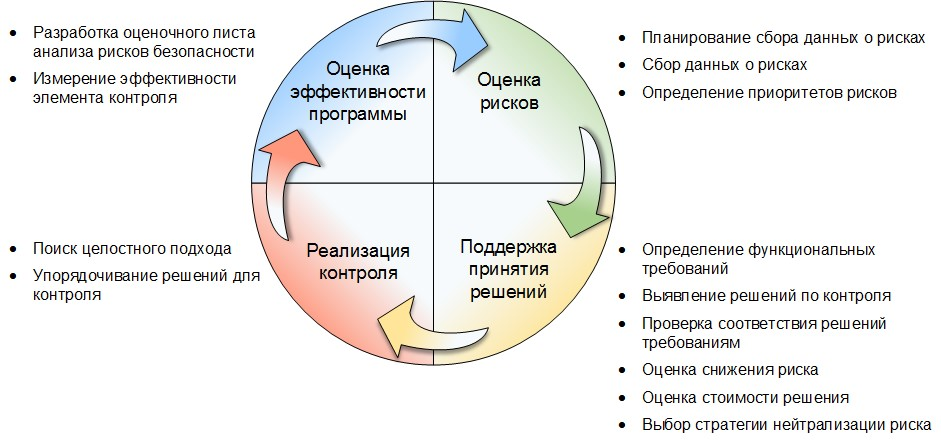 • Разработка оценочного листа
анализа рисков безопасности
• Измерение эффективности
элемента контроля
Оценка
эффективности
программы
Оценка
рисков
• Планирование сбора данных о рисках
• Сбор данных о рисках
• Определение приоритетов рисков
• Поиск целостного подхода
• Упорядочивание решений для
контроля
Реализация
контроля
Поддержка
принятия
решений
• Определение функциональных
требований
• Выявление решений по контроля
• Проверка соответствия решений
требованиям
• Оценка снижения риска
• Оценка стоимости решения
• Выбор стратегии нейтрализации риска